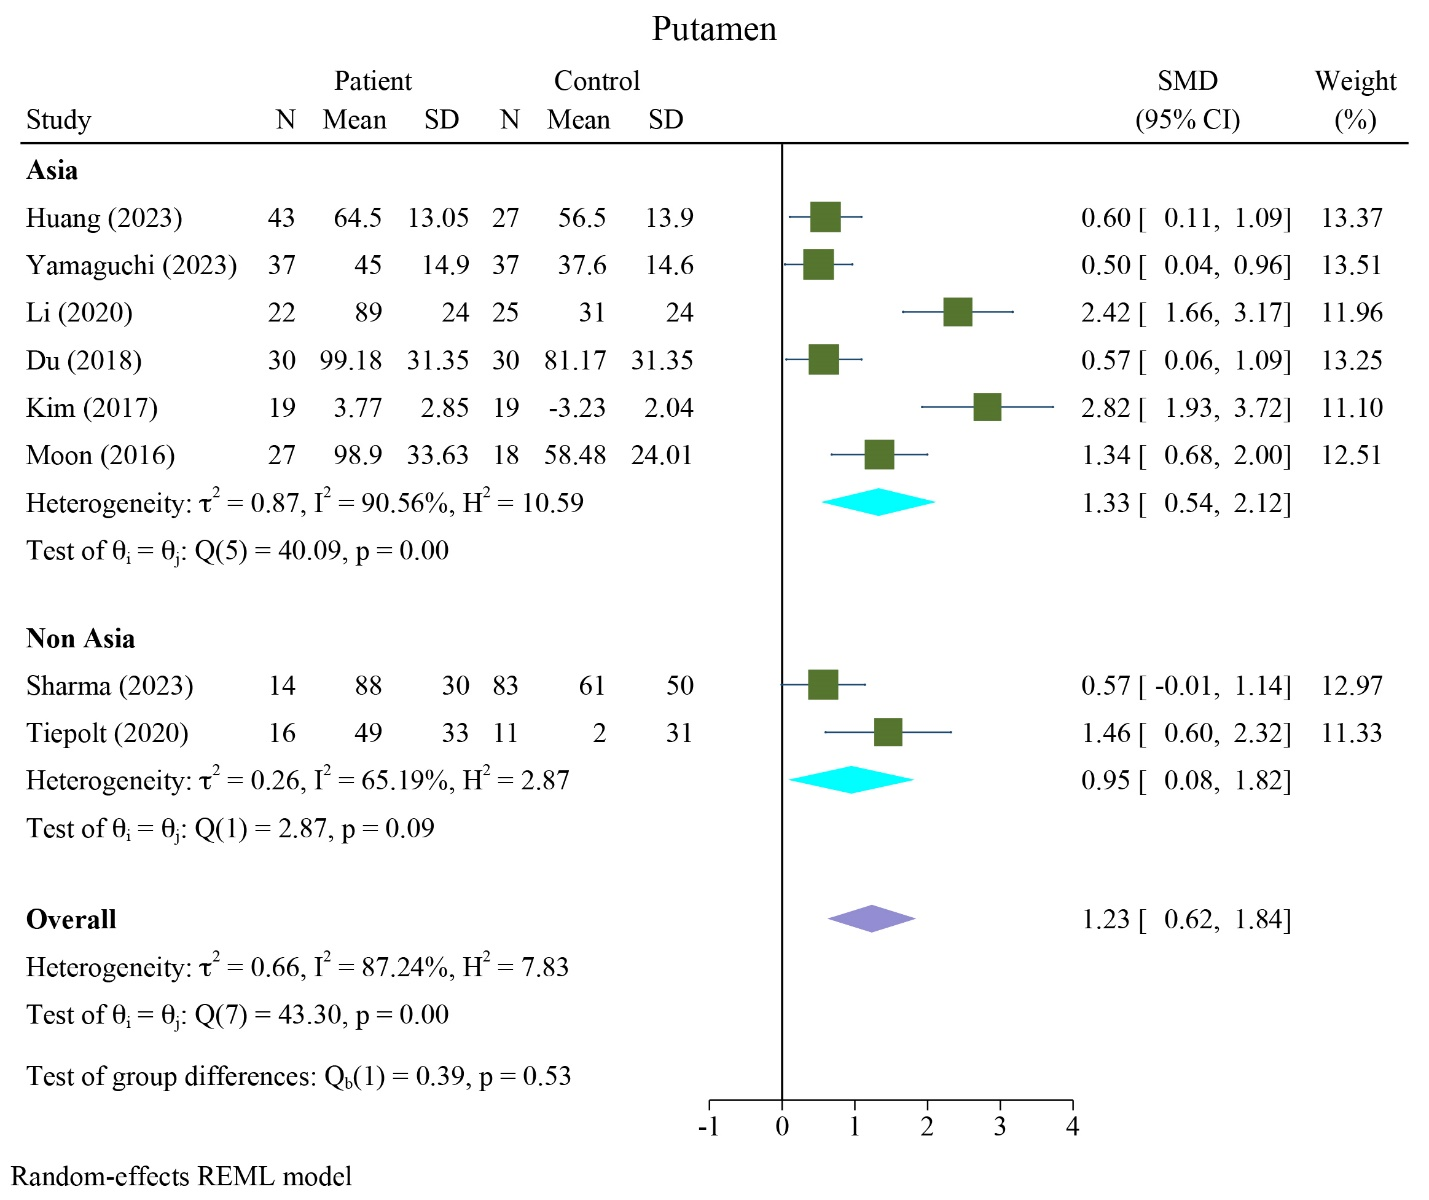 Putamen
Patient Control SMD Weight
Study N Mean SD N Mean SD (95% CI) (%)
Asia
Huang (2023) 43 64.5 13.05 27 56.5 13.9 0.60 [ 0.11, 1.09] 13.37
Yamaguchi (2023) 37 45 14.9 37 37.6 14.6 0.50 [ 0.04, 0.96] 13.51
Li (2020) 22 89 24 25 31 24 2.42 [ 1.66, 3.17] 11.96
Du (2018) 30 99.18 31.35 30 81.17 31.35 0.57 [ 0.06, 1.09] 13.25
Kim (2017) 19 3.77 2.85 19 -3.23 2.04 2.82 [ 1.93, 3.72] 11.10
Moon (2016) 27 98.9 33.63 18 58.48 24.01 1.34 [ 0.68, 2.00] 12.51
Heterogeneity: τ² = 0.87, I² = 90.56%, H² = 10.59 1.33 [ 0.54, 2.12]
Test of θᵢ = θⱼ: Q(5) = 40.09, p = 0.00
Non Asia
Sharma (2023) 14 88 30 83 61 50 0.57 [ -0.01, 1.14] 12.97
Tiepolt (2020) 16 49 33 11 2 31 1.46 [ 0.60, 2.32] 11.33
Heterogeneity: τ² = 0.26, I² = 65.19%, H² = 2.87 0.95 [ 0.08, 1.82]
Test of θᵢ = θⱼ: Q(1) = 2.87, p = 0.09
Overall 1.23 [ 0.62, 1.84]
Heterogeneity: τ² = 0.66, I² = 87.24%, H² = 7.83
Test of θᵢ = θⱼ: Q(7) = 43.30, p = 0.00
Test of group differences: Q_b(1) = 0.39, p = 0.53
-1 0 1 2 3 4
Random-effects REML model